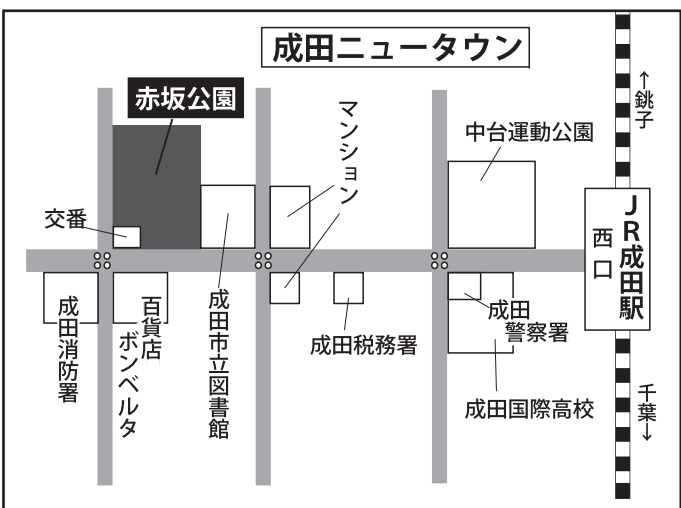 成田ニュータウン
赤坂公園
マンション
中台運動公園
↑銚子
交番
JR成田駅
西口
成田消防署
百貨店
ボンベルタ
成田市立図書館
成田税務署
成田
警察署
成田国際高校
千葉↓